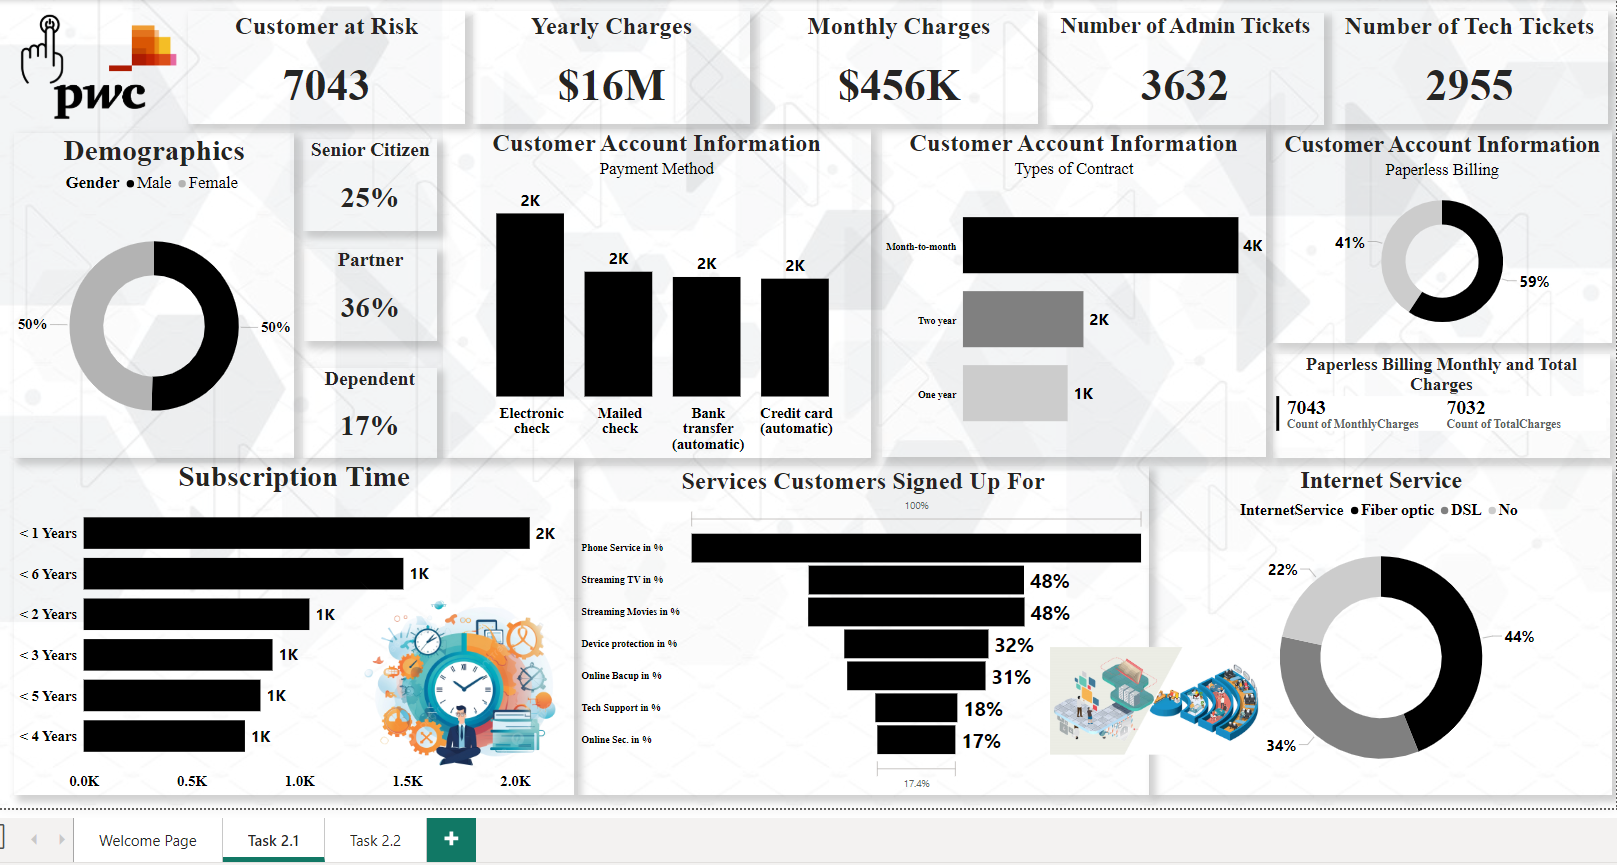 pwc
Customer at Risk
7043
Yearly Charges
$16M
Monthly Charges
$456K
Number of Admin Tickets
3632
Number of Tech Tickets
2955
Demographics
Gender Male Female
50%
50%
Senior Citizen
25%
Partner
36%
Dependent
17%
Customer Account Information
Payment Method
2K
2K
2K
2K
Electronic
check
Mailed
check
Bank
transfer
(automatic)
Credit card
(automatic)
Customer Account Information
Types of Contract
Month-to-month
4K
Two year
2K
One year
1K
Customer Account Information
Paperless Billing
41%
59%
Paperless Billing Monthly and Total
Charges
7043
Count of MonthlyCharges
7032
Count of TotalCharges
Subscription Time
< 1 Years
2K
< 6 Years
1K
< 2 Years
1K
< 3 Years
1K
< 5 Years
1K
< 4 Years
1K
0.0K 0.5K 1.0K 1.5K 2.0K
Services Customers Signed Up For
100%
Phone Service in %
Streaming TV in %
48%
Streaming Movies in %
48%
Device protection in %
32%
Online Bacup in %
31%
Tech Support in %
18%
Online Sec. in %
17%
17.4%
Internet Service
InternetService Fiber optic DSL No
22%
44%
34%
Welcome Page
Task 2.1
Task 2.2
+